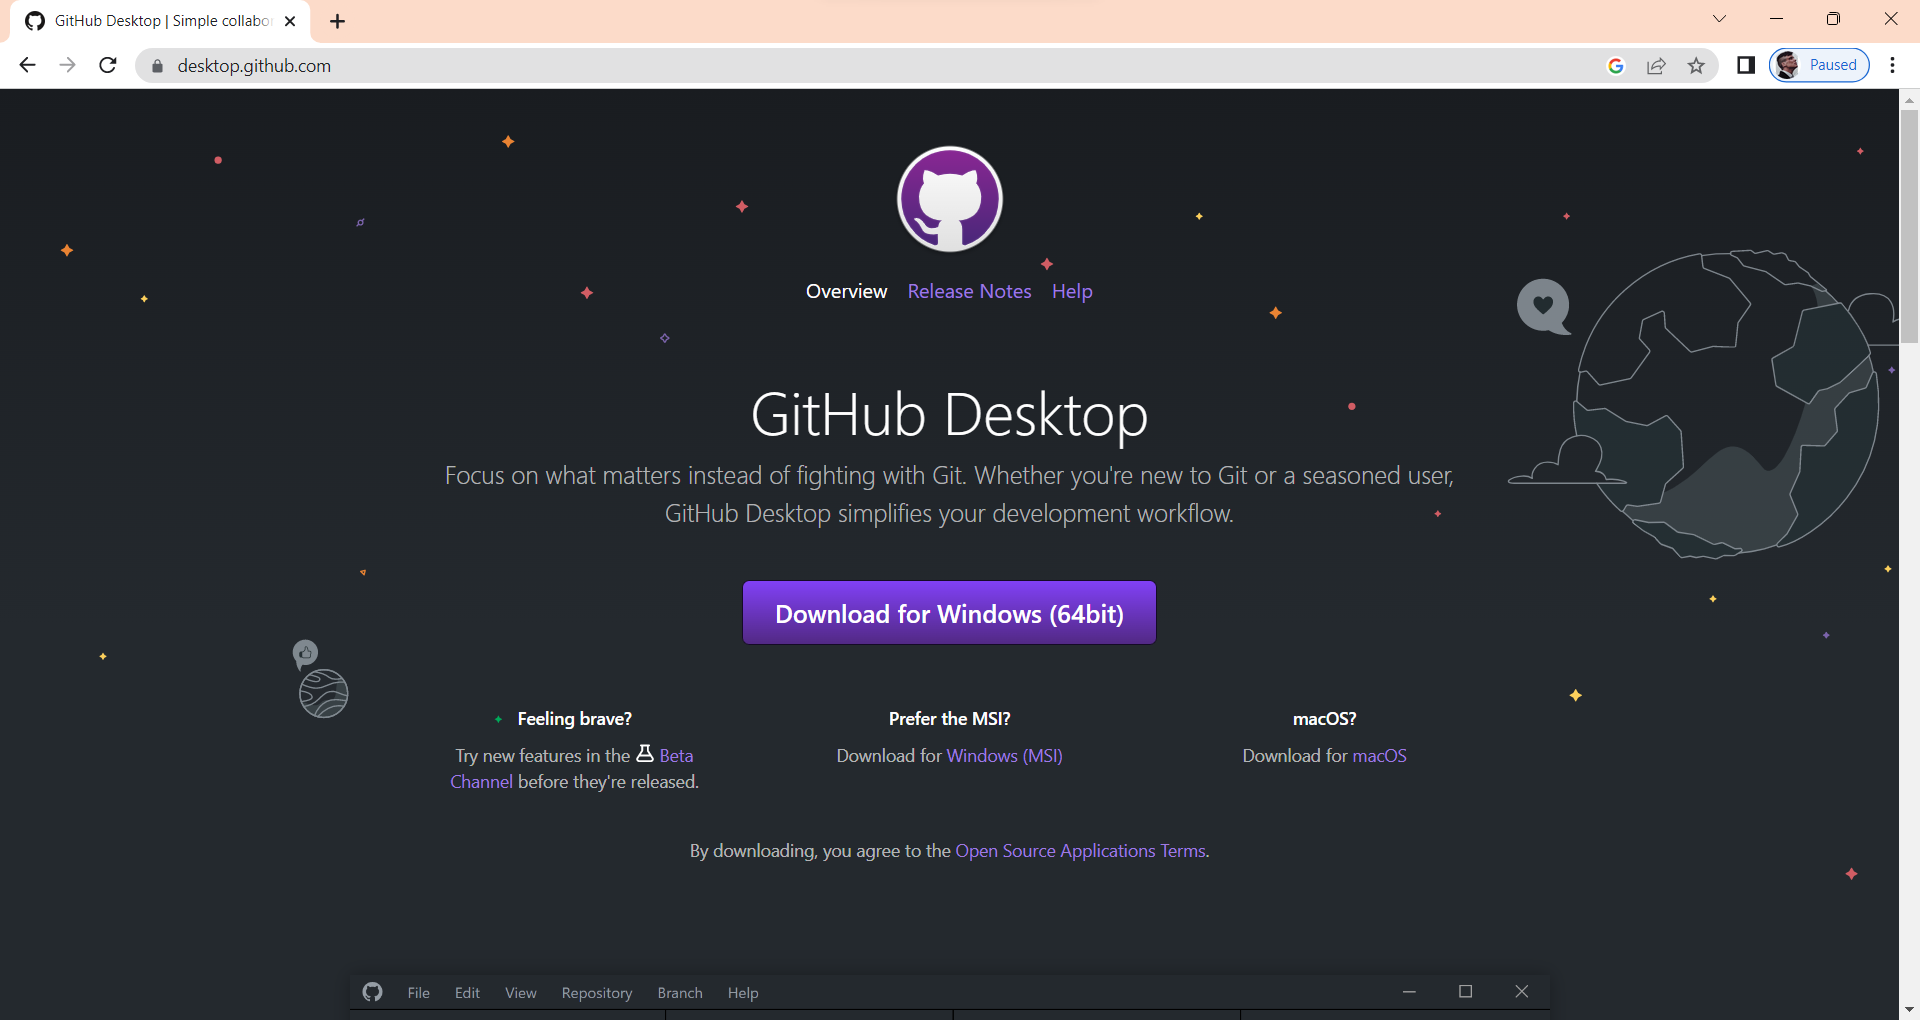 GitHub Desktop | Simple collabor
desktop.github.com
Paused
Overview Release Notes Help
GitHub Desktop
Focus on what matters instead of fighting with Git. Whether you're new to Git or a seasoned user,
GitHub Desktop simplifies your development workflow.
Download for Windows (64bit)
Feeling brave?
Try new features in the Beta
Channel before they're released.
Prefer the MSI?
Download for Windows (MSI)
macOS?
Download for macOS
By downloading, you agree to the Open Source Applications Terms.
File Edit View Repository Branch Help